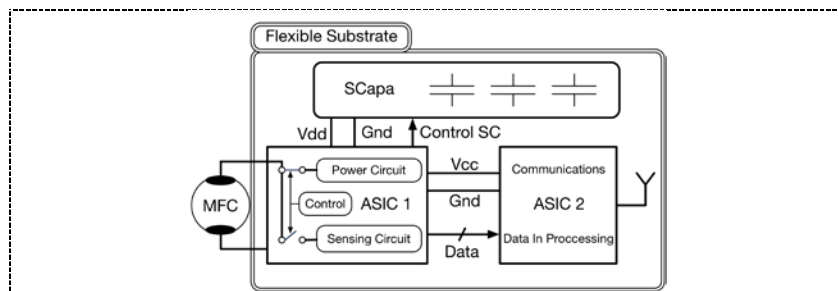 Flexible Substrate
SCapa
Vdd
Gnd
Control SC
MFC
Power Circuit
Control
ASIC 1
Sensing Circuit
Vcc
Gnd
Data
Communications
ASIC 2
Data In Proccessing